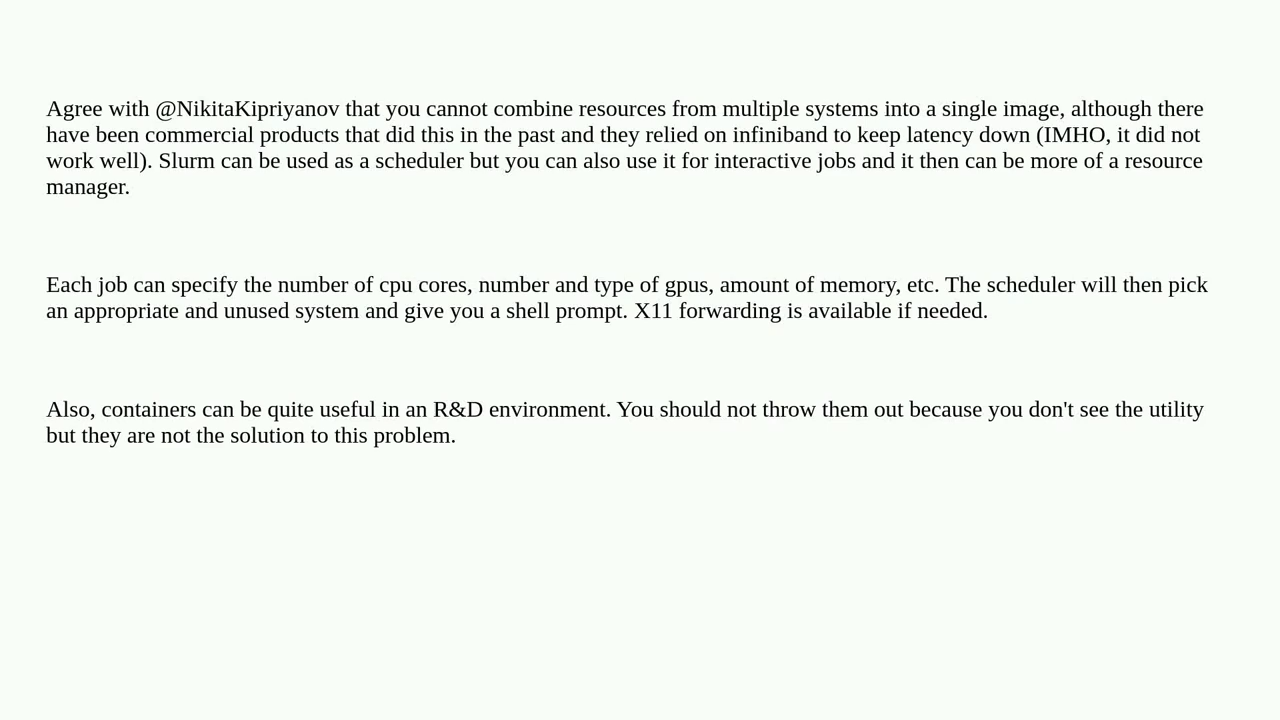 Agree with @NikitaKipriyanov that you cannot combine resources from multiple systems into a single image, although there
have been commercial products that did this in the past and they relied on infiniband to keep latency down (IMHO, it did not
work well). Slurm can be used as a scheduler but you can also use it for interactive jobs and it then can be more of a resource
manager.
Each job can specify the number of cpu cores, number and type of gpus, amount of memory, etc. The scheduler will then pick
an appropriate and unused system and give you a shell prompt. X11 forwarding is available if needed.
Also, containers can be quite useful in an R&D environment. You should not throw them out because you don't see the utility
but they are not the solution to this problem.